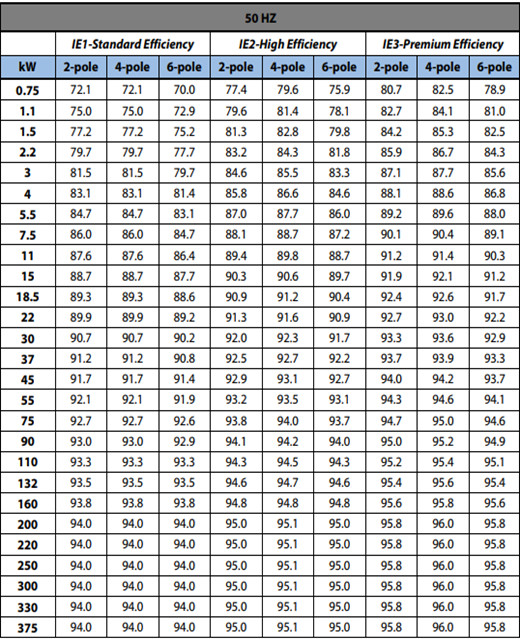 50 HZ
IE1-Standard Efficiency IE2-High Efficiency IE3-Premium Efficiency
kW 2-pole 4-pole 6-pole 2-pole 4-pole 6-pole 2-pole 4-pole 6-pole
0.75 72.1 72.1 70.0 77.4 79.6 75.9 80.7 82.5 78.9
1.1 75.0 75.0 72.9 79.6 81.4 78.1 82.7 84.1 81.0
1.5 77.2 77.2 75.2 81.3 82.8 79.8 84.2 85.3 82.5
2.2 79.7 79.7 77.7 83.2 84.3 81.8 85.9 86.7 84.3
3 81.5 81.5 79.7 84.6 85.5 83.3 87.1 87.7 85.6
4 83.1 83.1 81.4 85.8 86.6 84.6 88.1 88.6 86.8
5.5 84.7 84.7 83.1 87.0 87.7 86.0 89.2 89.6 88.0
7.5 86.0 86.0 84.7 88.1 88.7 87.2 90.1 90.4 89.1
11 87.6 87.6 86.4 89.4 89.8 88.7 91.2 91.4 90.3
15 88.7 88.7 87.7 90.3 90.6 89.7 91.9 92.1 91.2
18.5 89.3 89.3 88.6 90.9 91.2 90.4 92.4 92.6 91.7
22 89.9 89.9 89.2 91.3 91.6 90.9 92.7 93.0 92.2
30 90.7 90.7 90.2 92.0 92.3 91.7 93.3 93.6 92.9
37 91.2 91.2 90.8 92.5 92.7 92.2 93.7 93.9 93.3
45 91.7 91.7 91.4 92.9 93.1 92.7 94.0 94.2 93.7
55 92.1 92.1 91.9 93.2 93.5 93.1 94.3 94.6 94.1
75 92.7 92.7 92.6 93.8 94.0 93.7 94.7 95.0 94.6
90 93.0 93.0 92.9 94.1 94.2 94.0 95.0 95.2 94.9
110 93.3 93.3 93.3 94.3 94.5 94.3 95.2 95.4 95.1
132 93.5 93.5 93.5 94.6 94.7 94.6 95.4 95.6 95.4
160 93.8 93.8 93.8 94.8 94.8 94.8 95.6 95.8 95.6
200 94.0 94.0 94.0 95.0 95.1 95.0 95.8 96.0 95.8
220 94.0 94.0 94.0 95.0 95.1 95.0 95.8 96.0 95.8
250 94.0 94.0 94.0 95.0 95.1 95.0 95.8 96.0 95.8
300 94.0 94.0 94.0 95.0 95.1 95.0 95.8 96.0 95.8
330 94.0 94.0 94.0 95.0 95.1 95.0 95.8 96.0 95.8
375 94.0 94.0 94.0 95.0 95.1 95.0 95.8 96.0 95.8